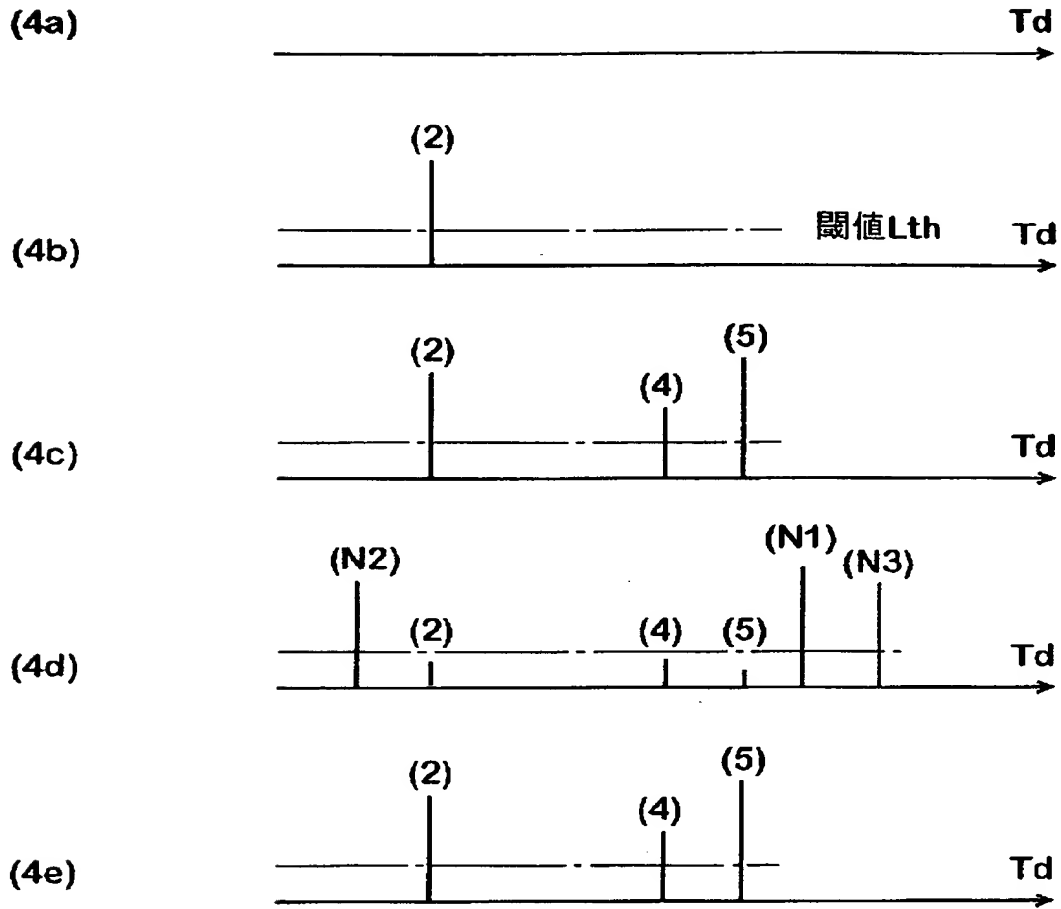 (4a) Td
(2)
閾値Lth
(4b) Td
(2) (4) (5)
(4c) Td
(N2) (2) (4) (5) (N1) (N3)
(4d) Td
(2) (4) (5)
(4e) Td